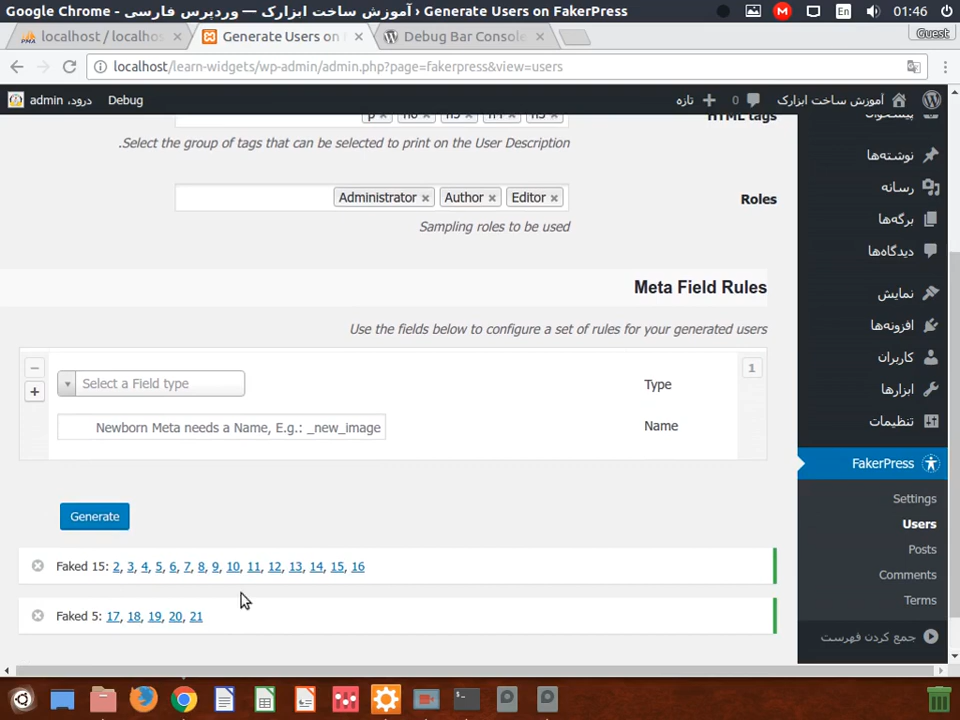 Google Chrome - آموزش ساخت ابزارک — وردپرس فارسی › Generate Users on FakerPress
En
01:46
localhost / localhos
Generate Users on
Debug Bar Console
Guest
localhost/learn-widgets/wp-admin/admin.php?page=fakerpress&view=users
آموزش ساخت ابزارک
0
تازه
Debug
درود، admin
پیشخوان
نوشته‌ها
رسانه
برگه‌ها
دیدگاه‌ها
نمایش
افزونه‌ها
کاربران
ابزارها
تنظیمات
FakerPress
Settings
Users
Posts
Comments
Terms
جمع کردن فهرست
HTML tags
p h6 h5 h4 h3
.Select the group of tags that can be selected to print on the User Description
Roles
Administrator Author Editor
Sampling roles to be used
Meta Field Rules
Use the fields below to configure a set of rules for your generated users
1
Select a Field type
Type
Newborn Meta needs a Name, E.g.: _new_image
Name
Generate
Faked 15: 2, 3, 4, 5, 6, 7, 8, 9, 10, 11, 12, 13, 14, 15, 16
Faked 5: 17, 18, 19, 20, 21